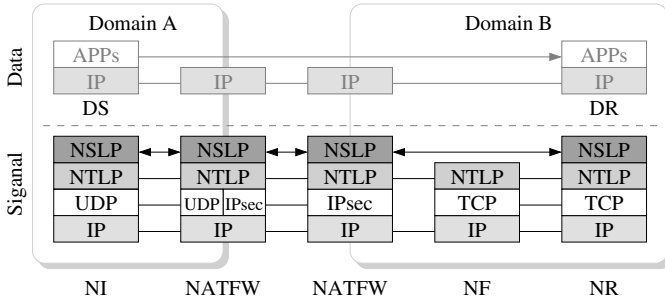 Domain A Domain B
Data
APPs APPs
IP IP IP IP
DS DR
Siganal
NSLP NSLP NSLP NSLP
NTLP NTLP NTLP NTLP NTLP
UDP UDP IPsec IPsec TCP TCP
IP IP IP IP IP
NI NATFW NATFW NF NR